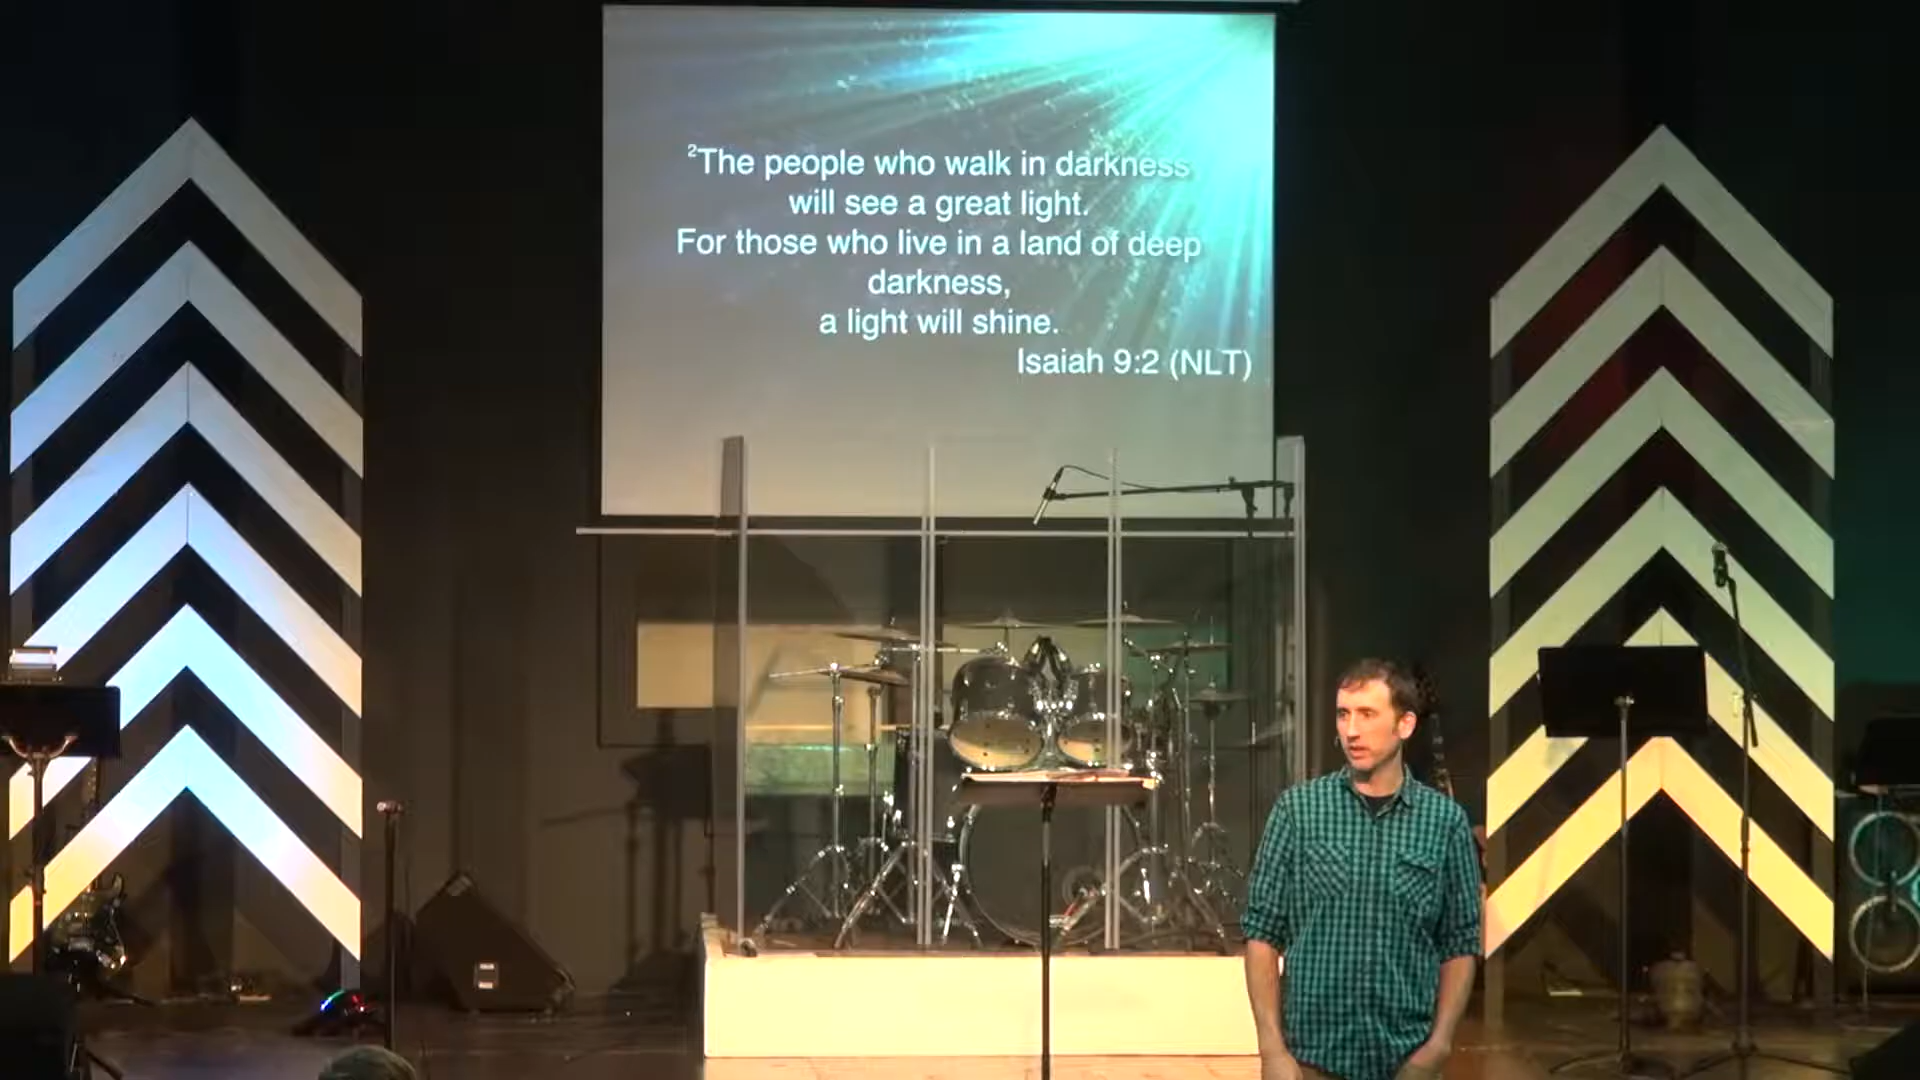 ²The people who walk in darkness
will see a great light.
For those who live in a land of deep
darkness,
a light will shine.
Isaiah 9:2 (NLT)